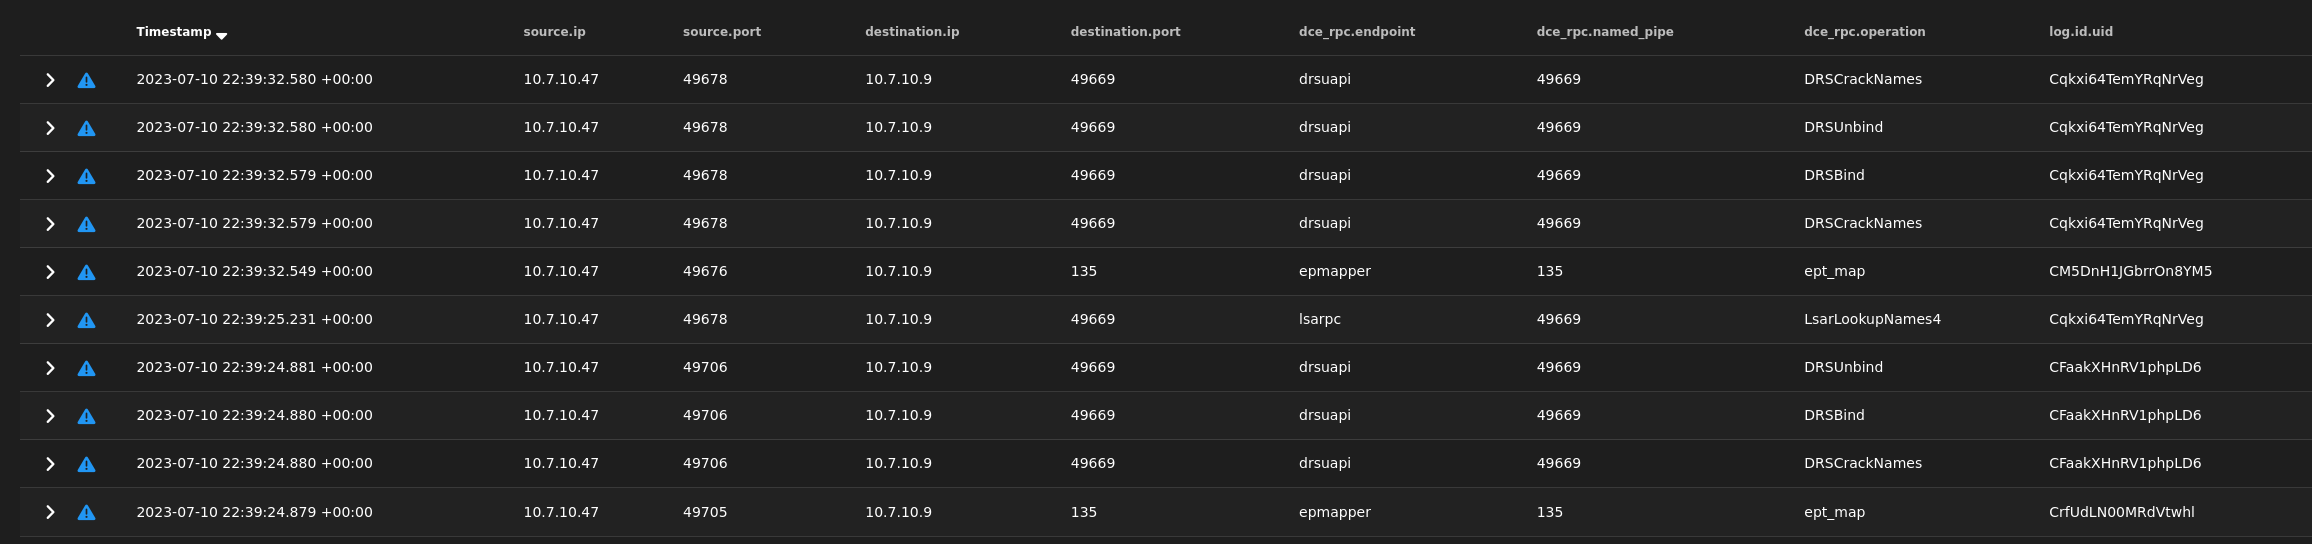 Timestamp source.ip source.port destination.ip destination.port dce_rpc.endpoint dce_rpc.named_pipe dce_rpc.operation log.id.uid
2023-07-10 22:39:32.580 +00:00 10.7.10.47 49678 10.7.10.9 49669 drsuapi 49669 DRSCrackNames Cqkxi64TemYRqNrVeg
2023-07-10 22:39:32.580 +00:00 10.7.10.47 49678 10.7.10.9 49669 drsuapi 49669 DRSUnbind Cqkxi64TemYRqNrVeg
2023-07-10 22:39:32.579 +00:00 10.7.10.47 49678 10.7.10.9 49669 drsuapi 49669 DRSBind Cqkxi64TemYRqNrVeg
2023-07-10 22:39:32.579 +00:00 10.7.10.47 49678 10.7.10.9 49669 drsuapi 49669 DRSCrackNames Cqkxi64TemYRqNrVeg
2023-07-10 22:39:32.549 +00:00 10.7.10.47 49676 10.7.10.9 135 epmapper 135 ept_map CM5DnH1JGbrrOn8YM5
2023-07-10 22:39:25.231 +00:00 10.7.10.47 49678 10.7.10.9 49669 lsarpc 49669 LsarLookupNames4 Cqkxi64TemYRqNrVeg
2023-07-10 22:39:24.881 +00:00 10.7.10.47 49706 10.7.10.9 49669 drsuapi 49669 DRSUnbind CFaakXHnRV1phpLD6
2023-07-10 22:39:24.880 +00:00 10.7.10.47 49706 10.7.10.9 49669 drsuapi 49669 DRSBind CFaakXHnRV1phpLD6
2023-07-10 22:39:24.880 +00:00 10.7.10.47 49706 10.7.10.9 49669 drsuapi 49669 DRSCrackNames CFaakXHnRV1phpLD6
2023-07-10 22:39:24.879 +00:00 10.7.10.47 49705 10.7.10.9 135 epmapper 135 ept_map CrfUdLN00MRdVtwhl